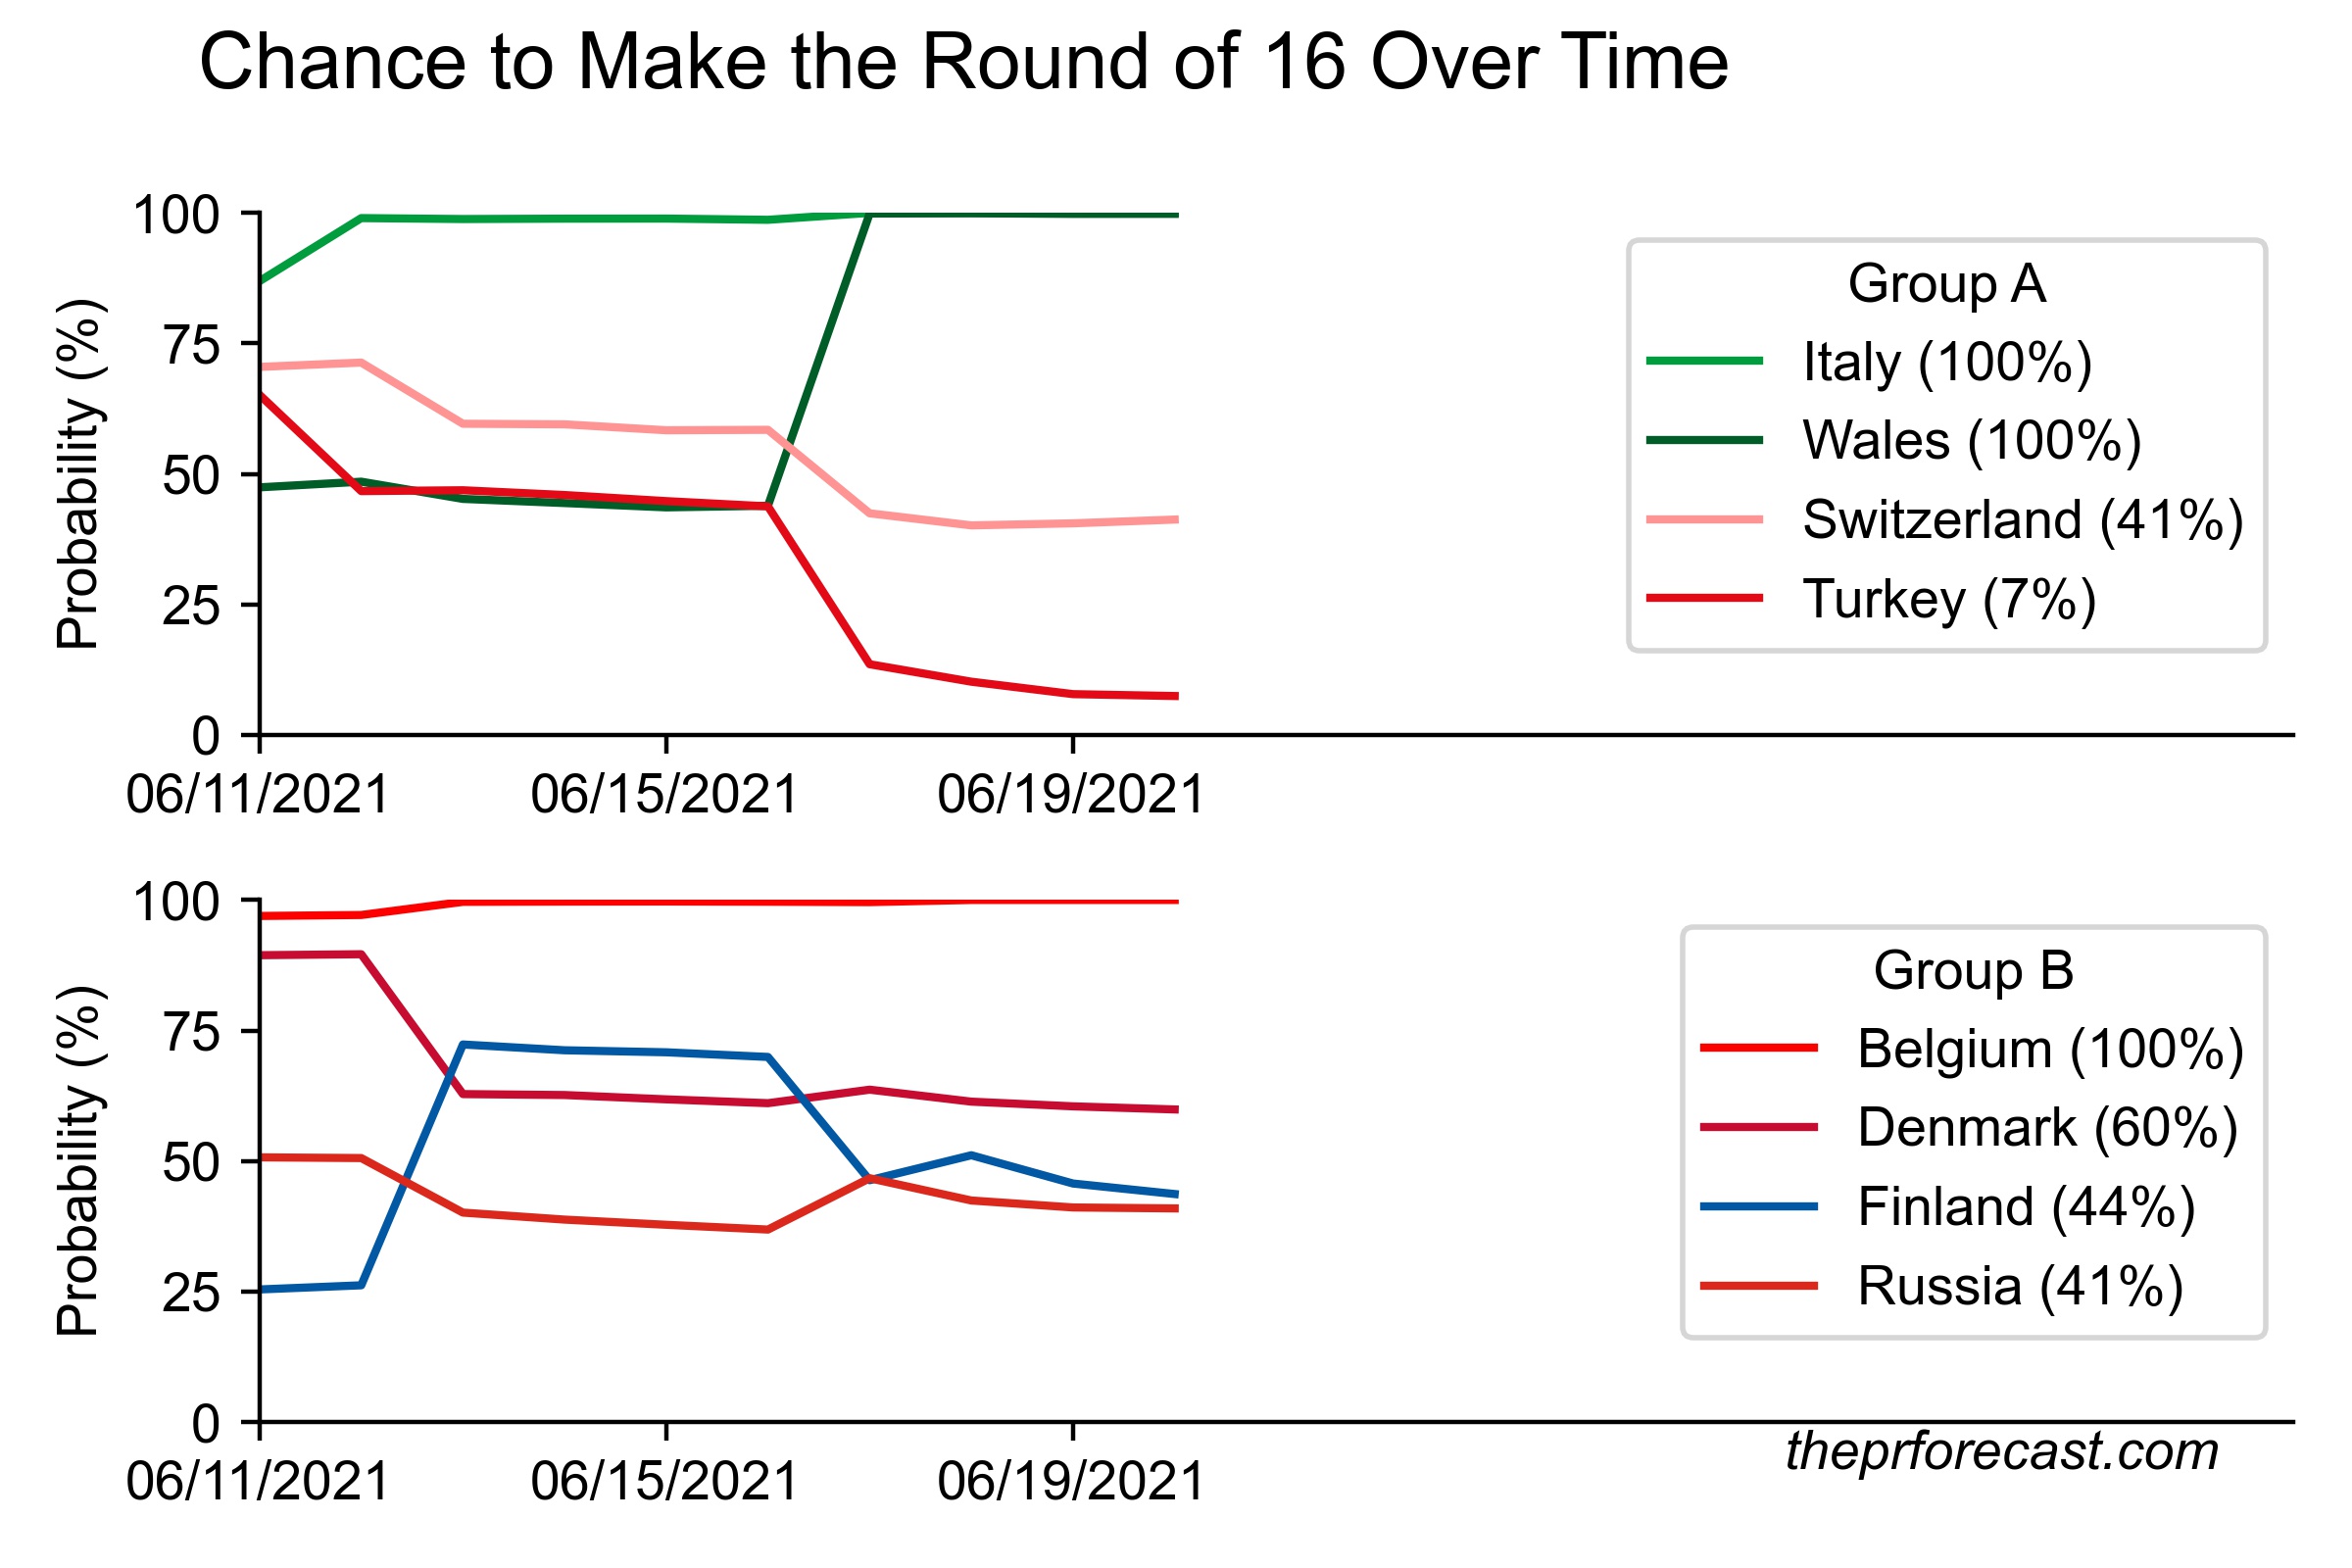 Chance to Make the Round of 16 Over Time
100
75
50
25
0
Probability (%)
06/11/2021
06/15/2021
06/19/2021
Group A
Italy (100%)
Wales (100%)
Switzerland (41%)
Turkey (7%)
100
75
50
25
0
Probability (%)
06/11/2021
06/15/2021
06/19/2021
Group B
Belgium (100%)
Denmark (60%)
Finland (44%)
Russia (41%)
theprforecast.com